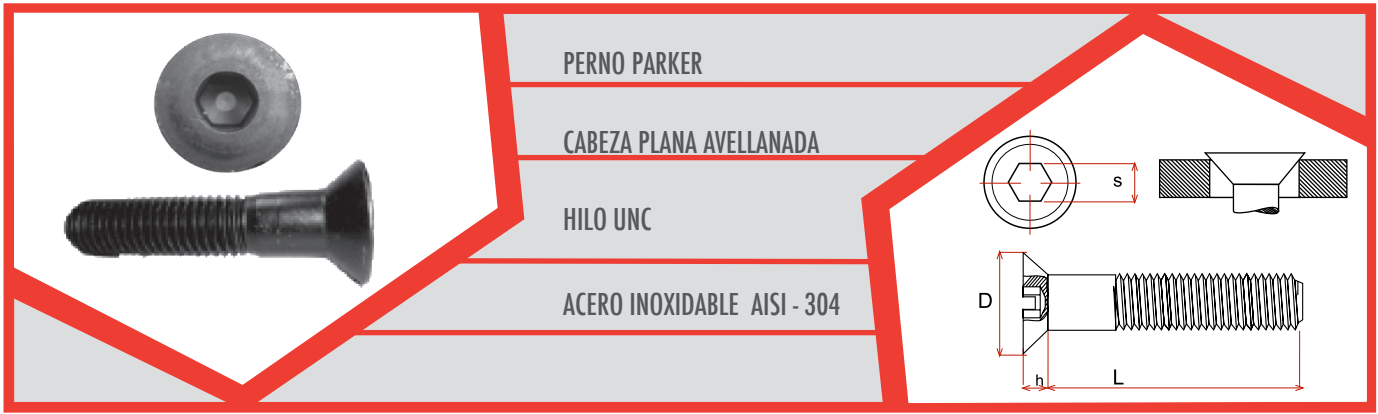 PERNO PARKER
CABEZA PLANA AVELLANADA
HILO UNC
ACERO INOXIDABLE AISI - 304
s
D
h
L